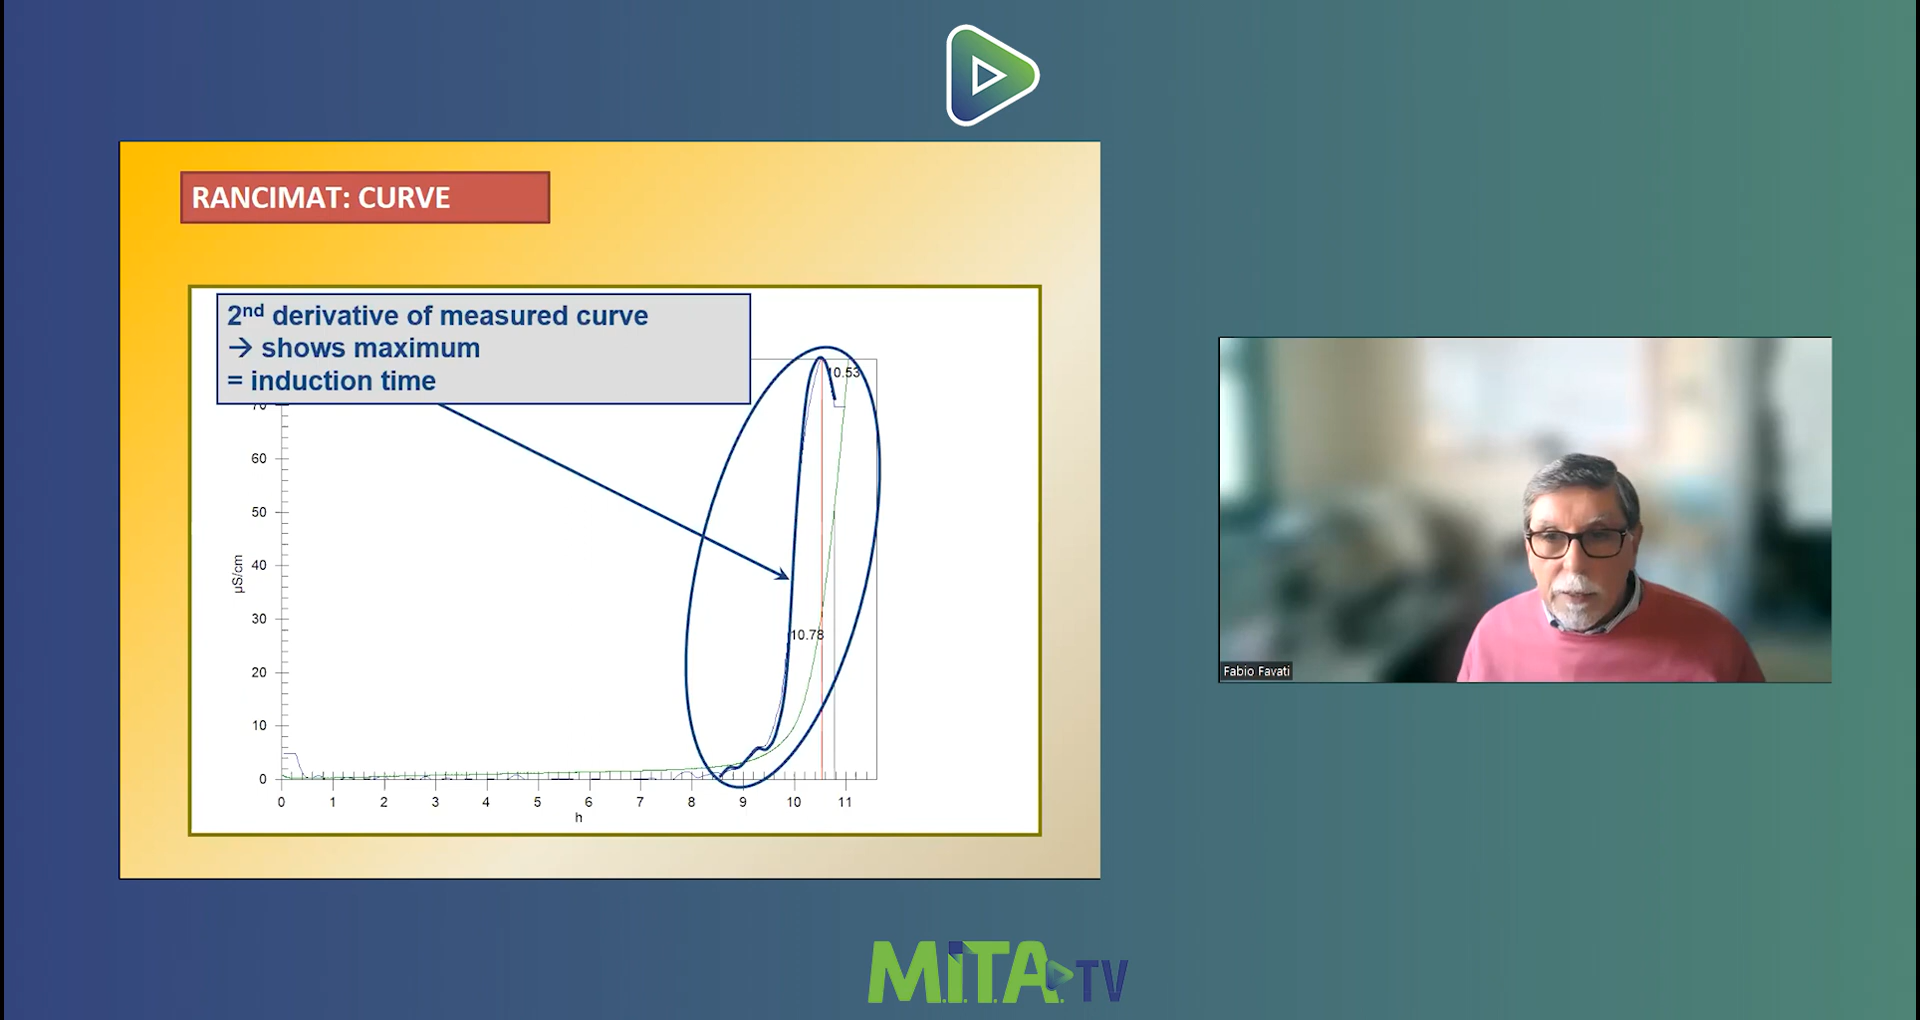 RANCIMAT: CURVE
2nd derivative of measured curve
→ shows maximum
= induction time
10.53
70
60
50
40
30
20
10
0
µS/cm
10.78
0 1 2 3 4 5 6 7 8 9 10 11
h
Fabio Favati
M.I.T.A. TV